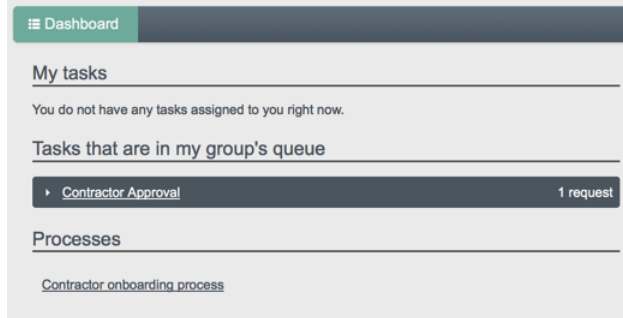 Dashboard
My tasks
You do not have any tasks assigned to you right now.
Tasks that are in my group's queue
Contractor Approval 1 request
Processes
Contractor onboarding process